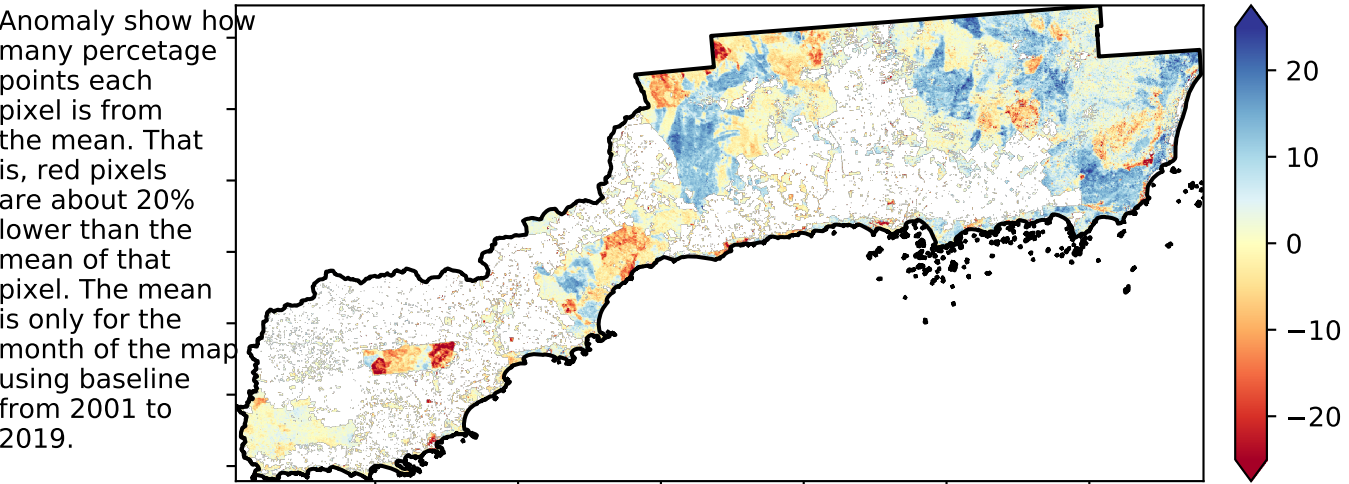 Anomaly show how
many percetage
points each
pixel is from
the mean. That
is, red pixels
are about 20%
lower than the
mean of that
pixel. The mean
is only for the
month of the map
using baseline
from 2001 to
2019.
20
10
0
−10
−20